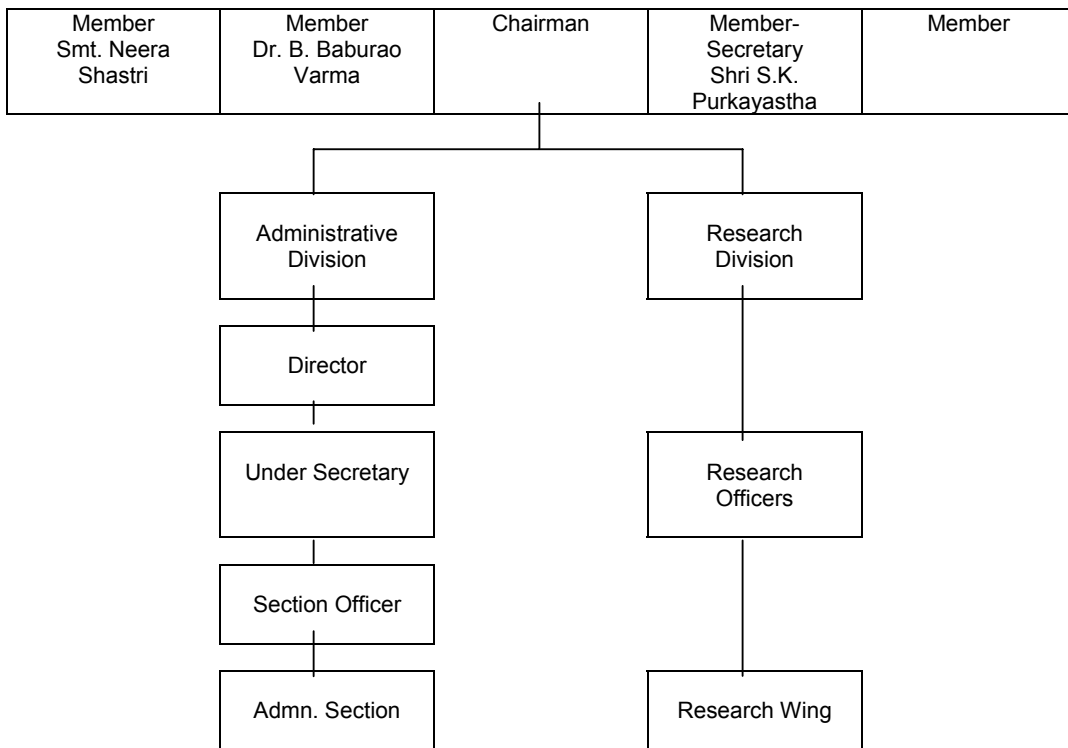 Member
Smt. Neera
Shastri
Member
Dr. B. Baburao
Varma
Chairman
Member-
Secretary
Shri S.K.
Purkayastha
Member
Administrative
Division
Research
Division
Director
Under Secretary
Research
Officers
Section Officer
Admn. Section
Research Wing